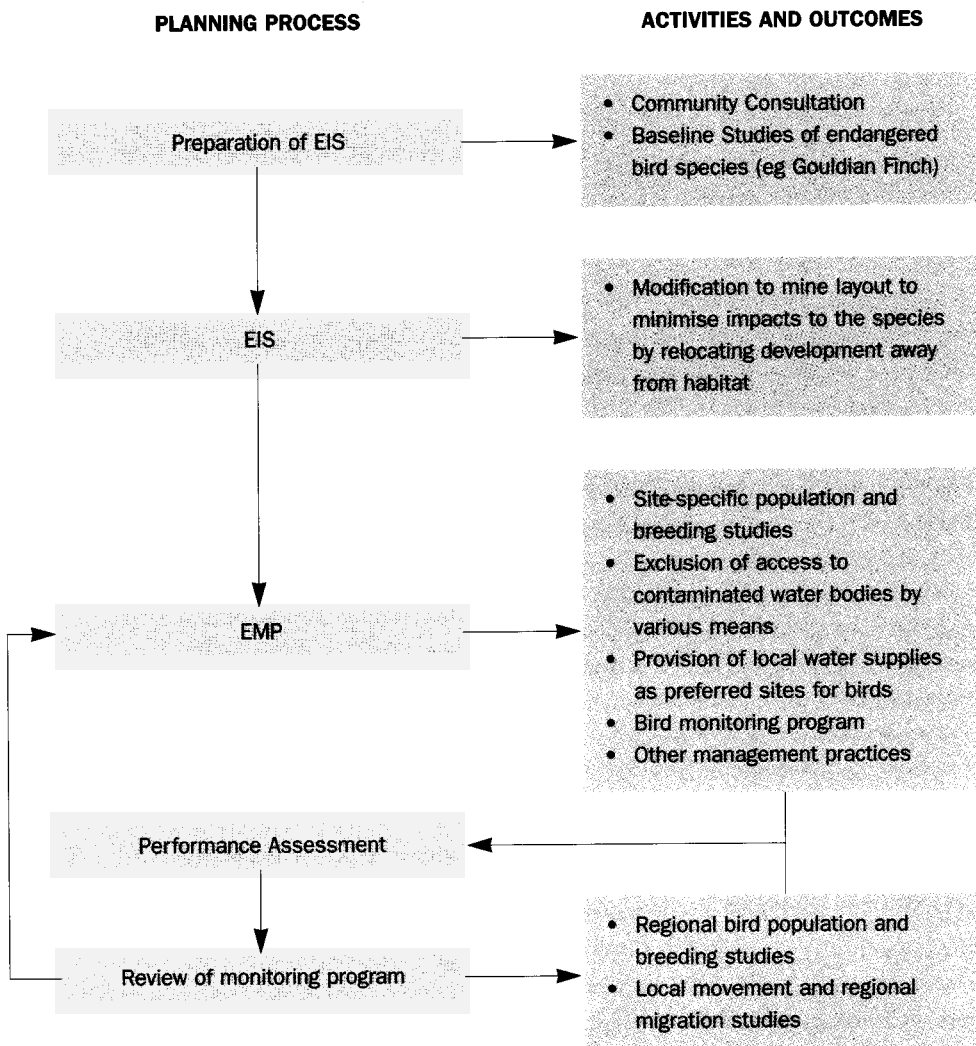 PLANNING PROCESS
ACTIVITIES AND OUTCOMES
Preparation of EIS
• Community Consultation
• Baseline Studies of endangered
bird species (eg Gouldian Finch)
EIS
• Modification to mine layout to
minimise impacts to the species
by relocating development away
from habitat
EMP
• Site-specific population and
breeding studies
• Exclusion of access to
contaminated water bodies by
various means
• Provision of local water supplies
as preferred sites for birds
• Bird monitoring program
• Other management practices
Performance Assessment
Review of monitoring program
• Regional bird population and
breeding studies
• Local movement and regional
migration studies